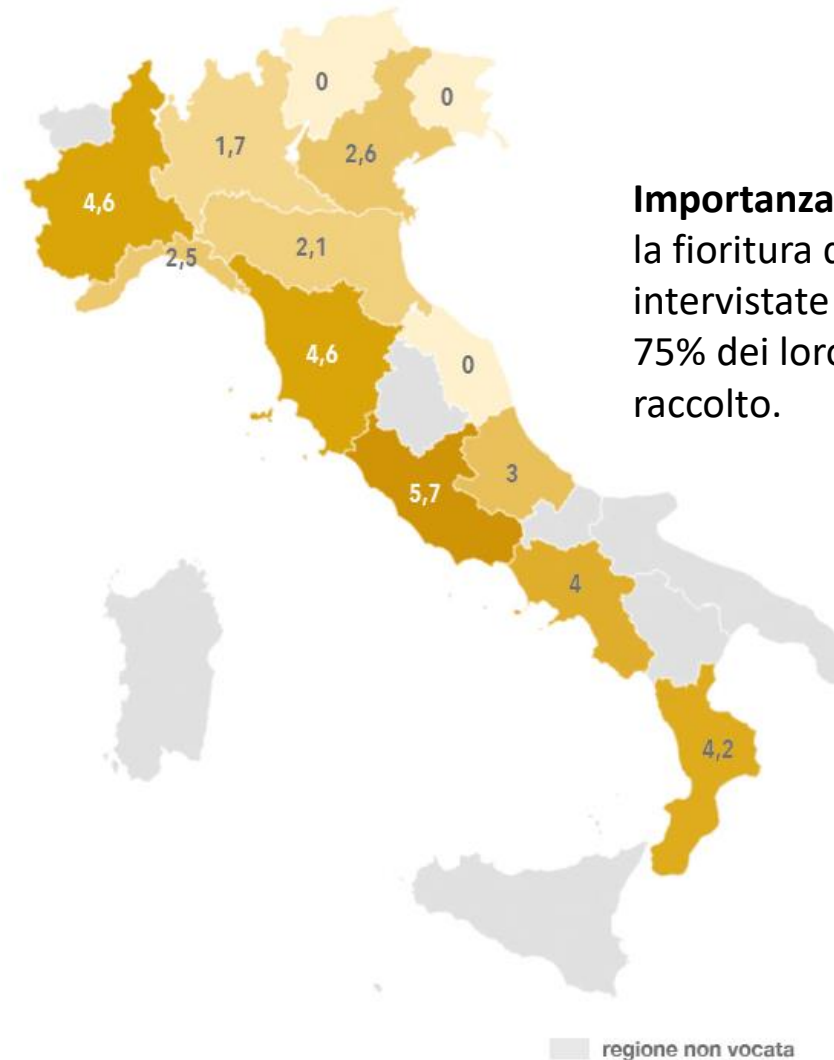 0
0
1,7
2,6
4,6
2,5
2,1
4,6
0
5,7
3
4
4,2
Importanza
la fioritura
intervistate
75% dei loro
raccolto.
regione non vocata